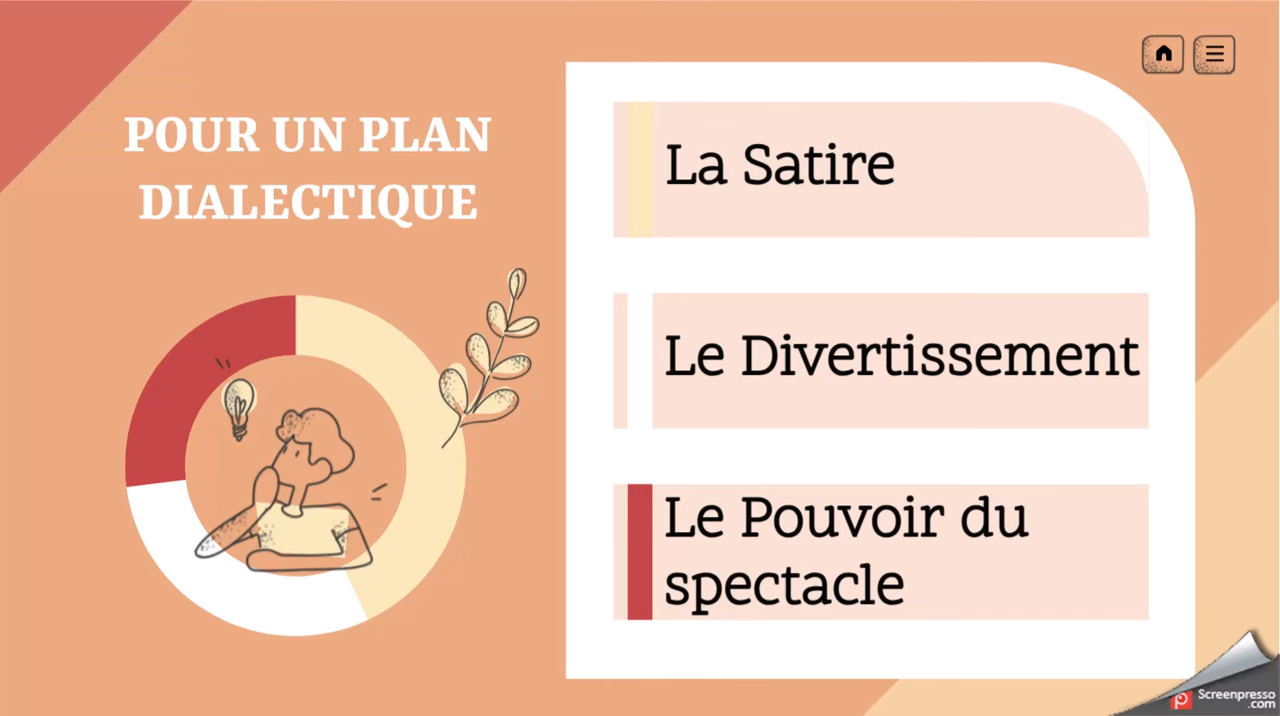 POUR UN PLAN
DIALECTIQUE
La Satire
Le Divertissement
Le Pouvoir du
spectacle
Screenpresso
.com